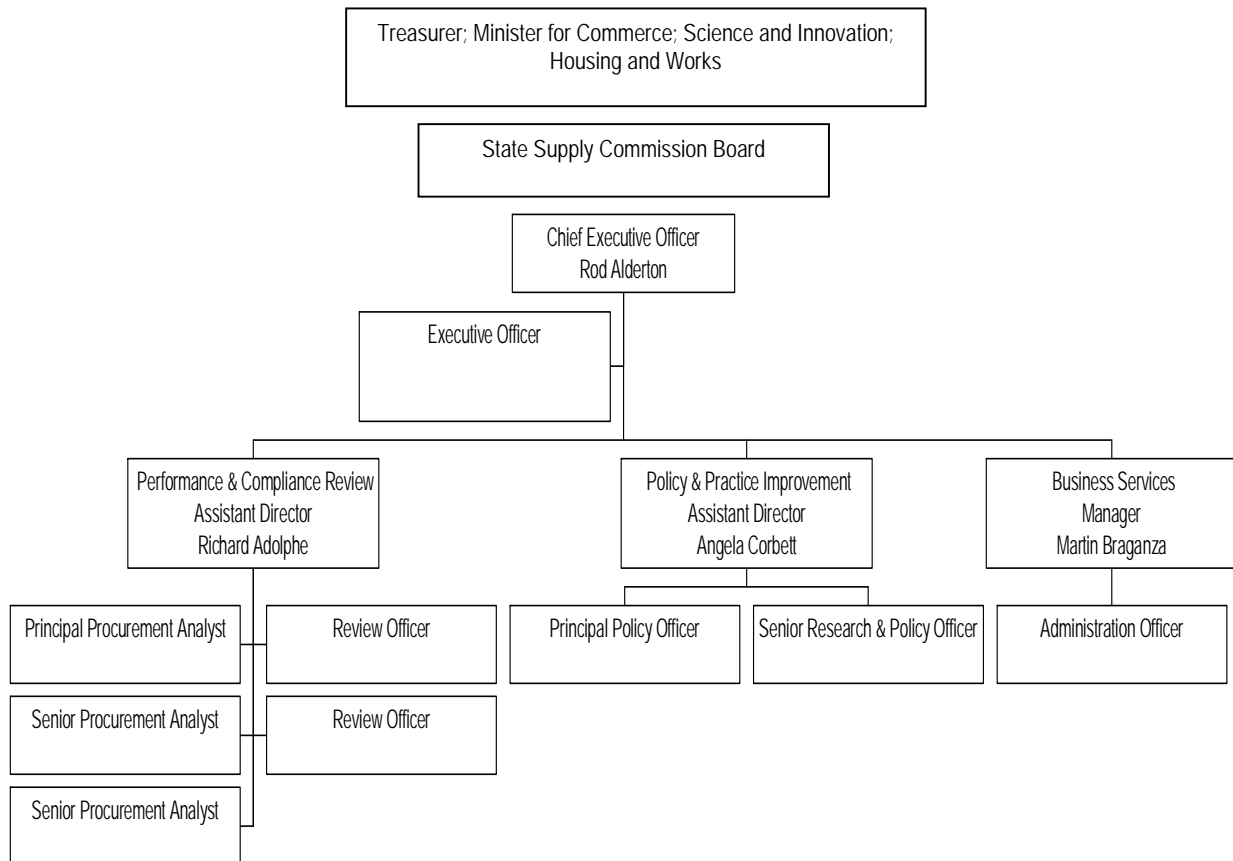 Treasurer; Minister for Commerce; Science and Innovation;
Housing and Works
State Supply Commission Board
Chief Executive Officer
Rod Alderton
Executive Officer
Performance & Compliance Review
Assistant Director
Richard Adolphe
Policy & Practice Improvement
Assistant Director
Angela Corbett
Business Services
Manager
Martin Braganza
Principal Procurement Analyst
Review Officer
Principal Policy Officer
Senior Research & Policy Officer
Administration Officer
Senior Procurement Analyst
Review Officer
Senior Procurement Analyst